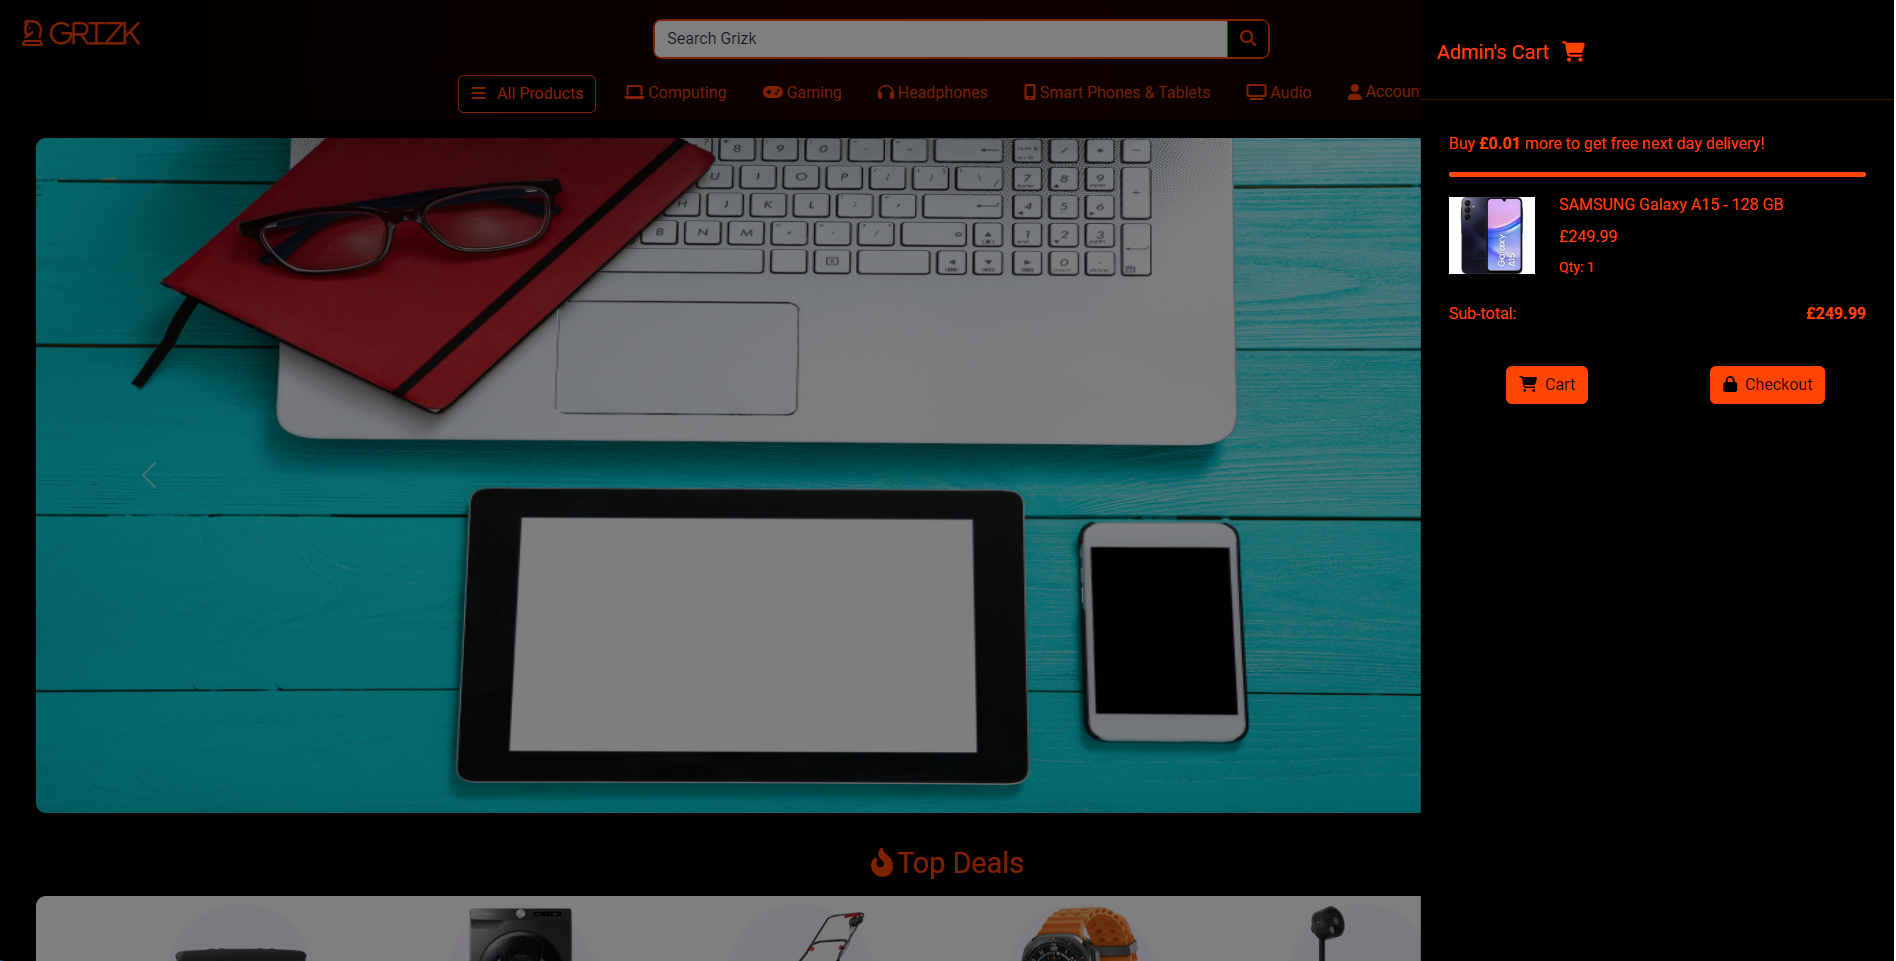 GRIZK
Search Grizk
All Products
Computing
Gaming
Headphones
Smart Phones & Tablets
Audio
Accoun
Top Deals
Admin's Cart
Buy £0.01 more to get free next day delivery!
Galaxy
A15
SAMSUNG Galaxy A15 - 128 GB
£249.99
Qty: 1
Sub-total: £249.99
Cart
Checkout